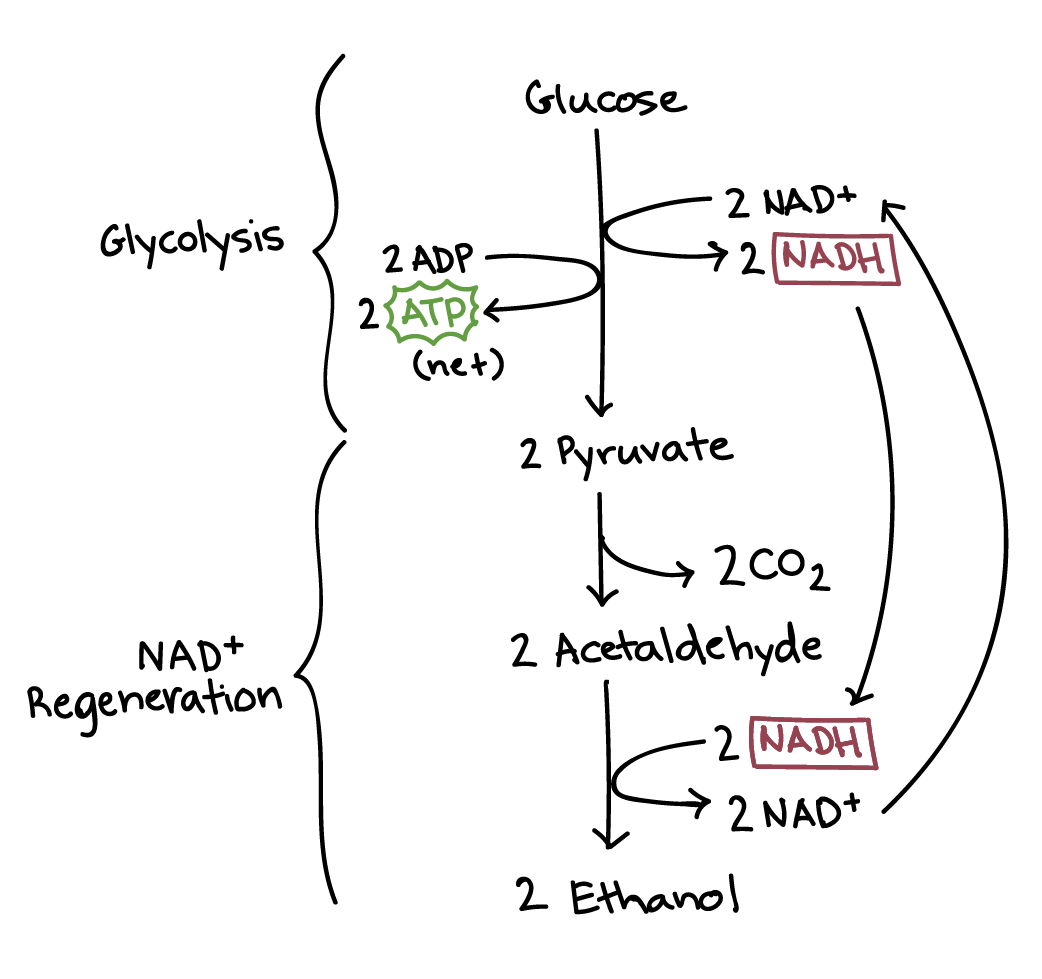 Glucose
2 NAD+
Glycolysis
2 ADP
2 NADH
2 ATP
(net)
2 Pyruvate
2 CO₂
2 Acetaldehyde
NAD⁺
Regeneration
2 NADH
2 NAD⁺
2 Ethanol